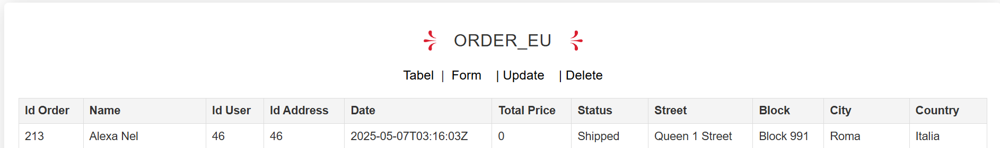 ORDER_EU
Tabel | Form | Update | Delete
Id Order Name Id User Id Address Date Total Price Status Street Block City Country
213 Alexa Nel 46 46 2025-05-07T03:16:03Z 0 Shipped Queen 1 Street Block 991 Roma Italia